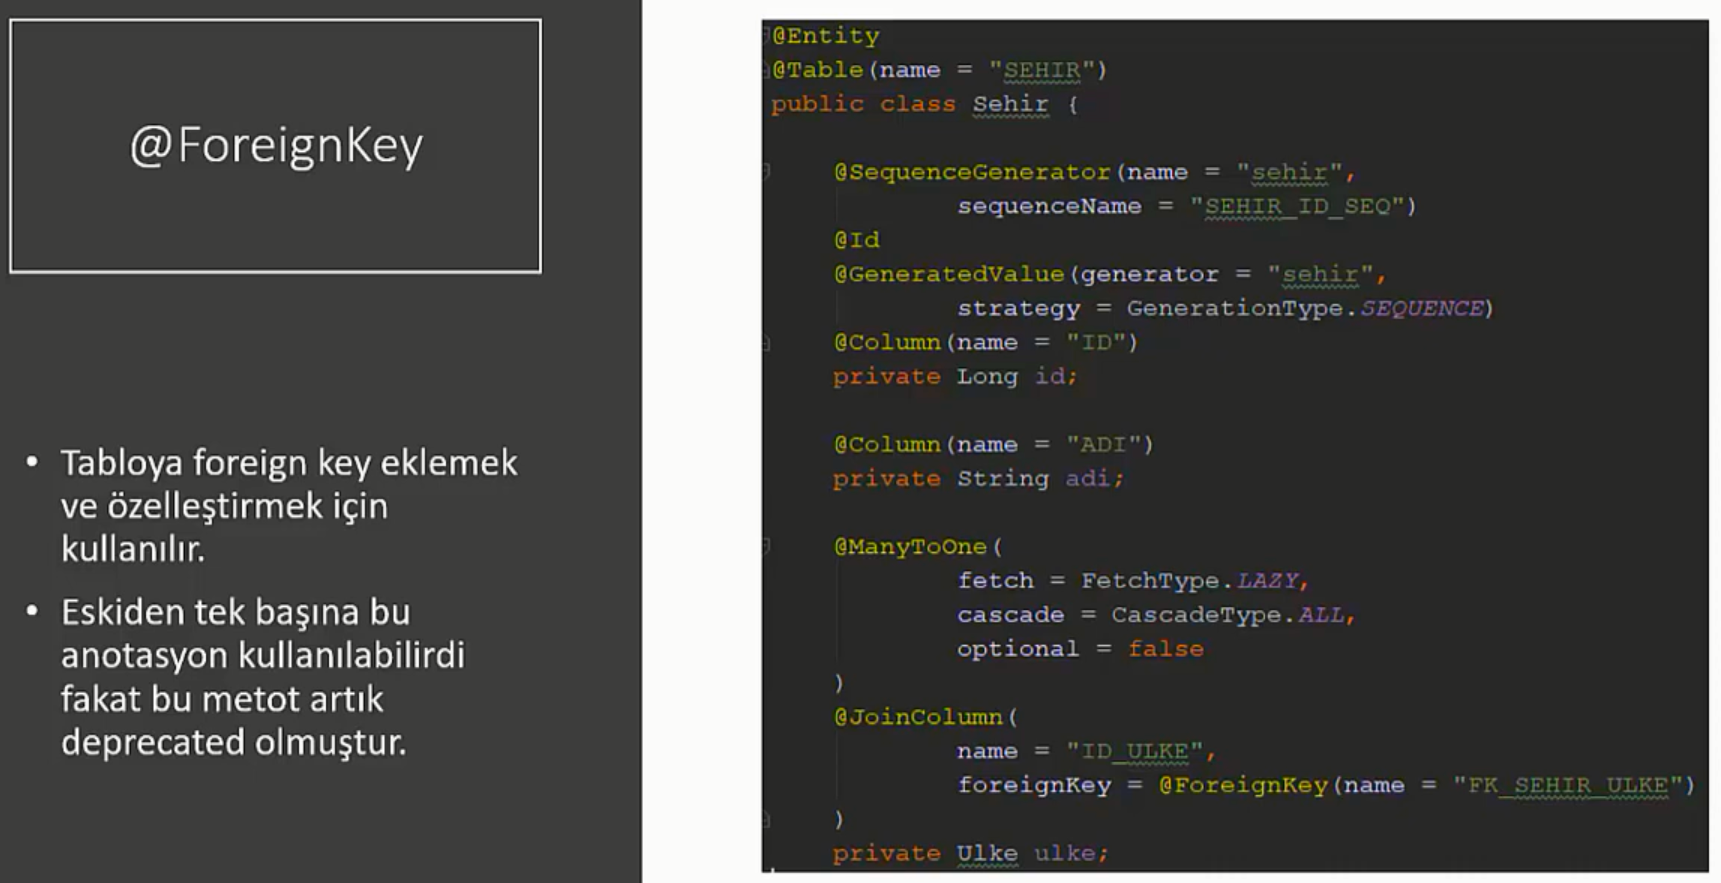 @ForeignKey
• Tabloya foreign key eklemek
ve özelleştirmek için
kullanılır.
• Eskiden tek başına bu
anotasyon kullanılabilirdi
fakat bu metot artık
deprecated olmuştur.
@Entity
@Table(name = "SEHIR")
public class Sehir {
@SequenceGenerator(name = "sehir",
sequenceName = "SEHIR_ID_SEQ")
@Id
@GeneratedValue(generator = "sehir",
strategy = GenerationType.SEQUENCE)
@Column(name = "ID")
private Long id;
@Column(name = "ADI")
private String adi;
@ManyToOne(
fetch = FetchType.LAZY,
cascade = CascadeType.ALL,
optional = false
)
@JoinColumn(
name = "ID_ULKE",
foreignKey = @ForeignKey(name = "FK_SEHIR_ULKE")
)
private Ulke ulke;